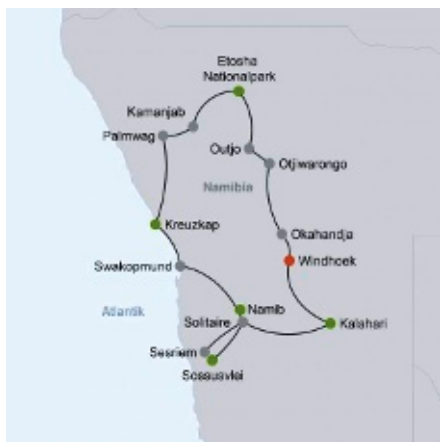 Etosha
Nationalpark
Kamanjab
Palmwag
Outjo
Otjiwarongo
Namibia
Kreuzkap
Okahandja
Windhoek
Swakopmund
Atlantik
Namib
Solitaire
Kalahari
Sesriem
Sossusvlei